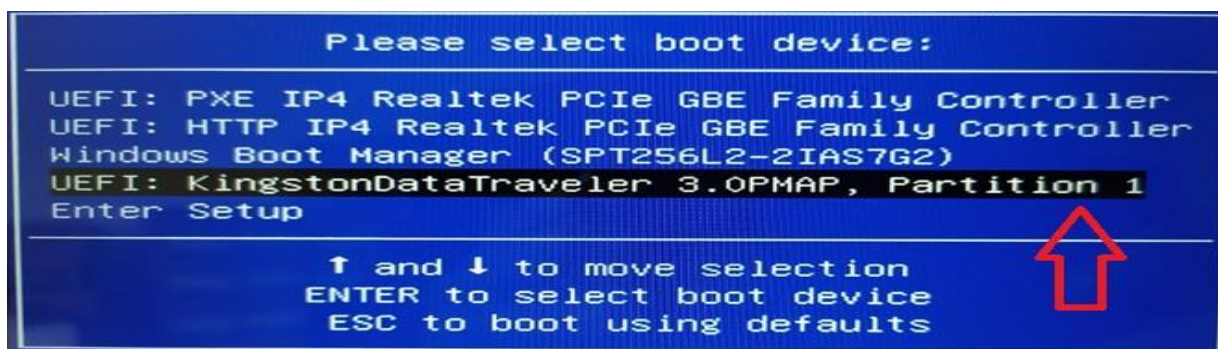 Please select boot device:
UEFI: PXE IP4 Realtek PCIe GBE Family Controller
UEFI: HTTP IP4 Realtek PCIe GBE Family Controller
Windows Boot Manager (SPT256L2-2IAS7G2)
UEFI: KingstonDataTraveler 3.0PMAP, Partition 1
Enter Setup
↑ and ↓ to move selection
ENTER to select boot device
ESC to boot using defaults